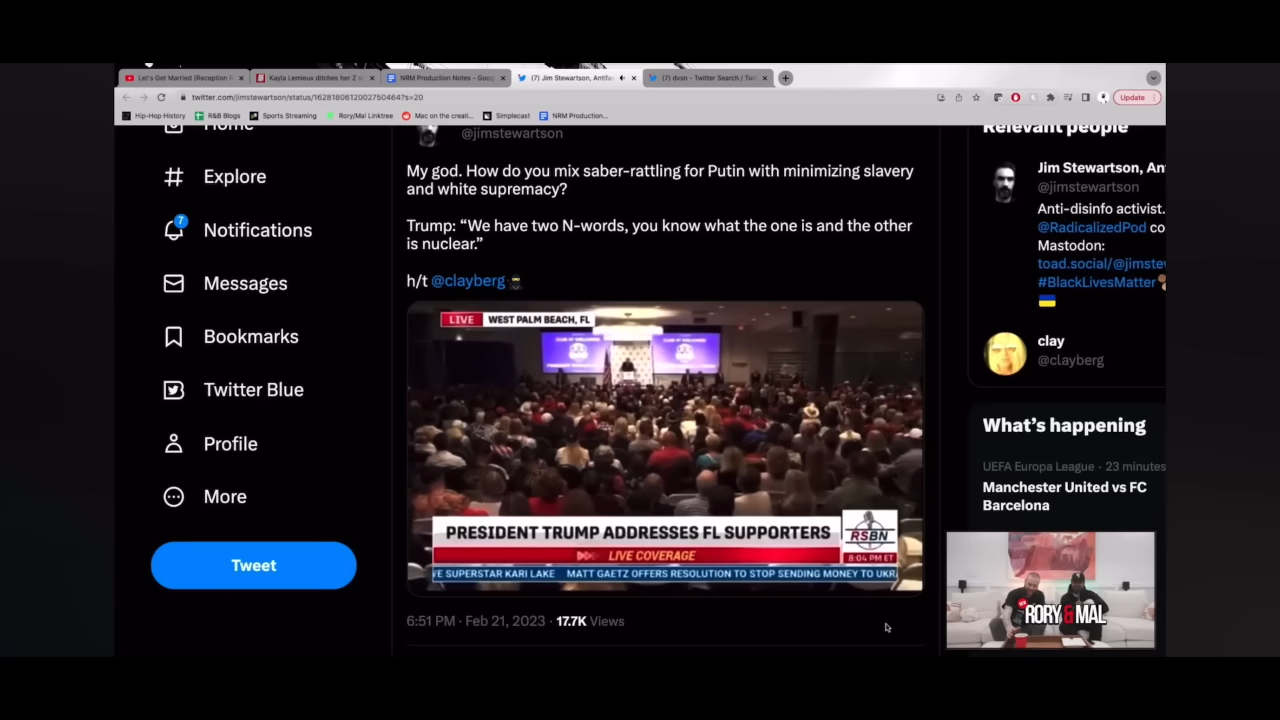 Let's Get Married (Reception R
Kayla Lemieux ditches her Z s
NRM Production Notes - Goog
(7) Jim Stewartson, Antifas
(7) divsn - Twitter Search / Twi
twitter.com/jimstewartson/status/1628180612002750464?s=20
Update
Hip-Hop History
R&B Blogs
Sports Streaming
Rory/Mal Linktree
Mac on the creati...
Simplecast
NRM Production...
Home
Explore
7
Notifications
Messages
Bookmarks
Twitter Blue
Profile
More
Tweet
@jimstewartson
My god. How do you mix saber-rattling for Putin with minimizing slavery
and white supremacy?
Trump: “We have two N-words, you know what the one is and the other
is nuclear.”
h/t @clayberg
LIVE WEST PALM BEACH, FL
PRESIDENT TRUMP ADDRESSES FL SUPPORTERS
LIVE COVERAGE
RSBN
8:04 PM ET
VE SUPERSTAR KARI LAKE MATT GAETZ OFFERS RESOLUTION TO STOP SENDING MONEY TO UKR
6:51 PM · Feb 21, 2023 · 17.7K Views
Relevant people
Jim Stewartson, An
@jimstewartson
Anti-disinfo activist.
@RadicalizedPod co
Mastodon:
toad.social/@jimste
#BlackLivesMatter
clay
@clayberg
What’s happening
UEFA Europa League · 23 minutes
Manchester United vs FC
Barcelona
RORY & MAL